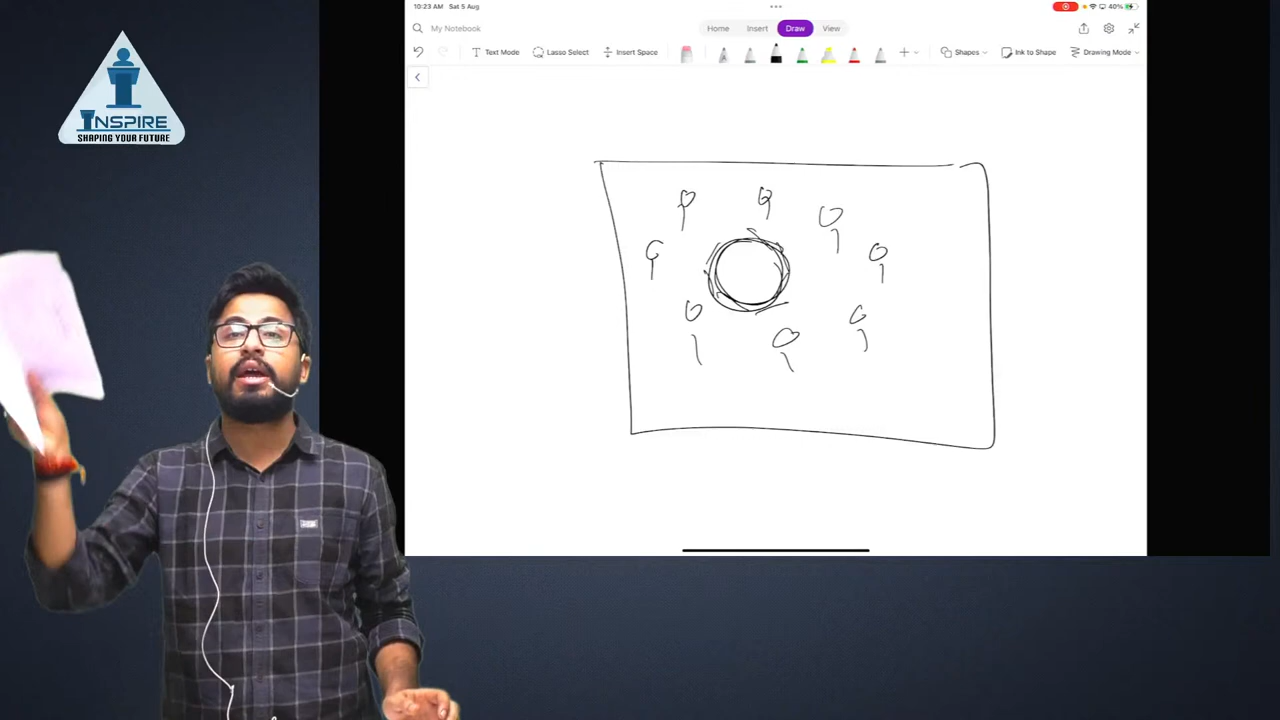 10:23 AM Sat 5 Aug
40%
My Notebook
Home Insert Draw View
Text Mode Lasso Select Insert Space Shapes Ink to Shape Drawing Mode
INSPIRE
SHAPING YOUR FUTURE